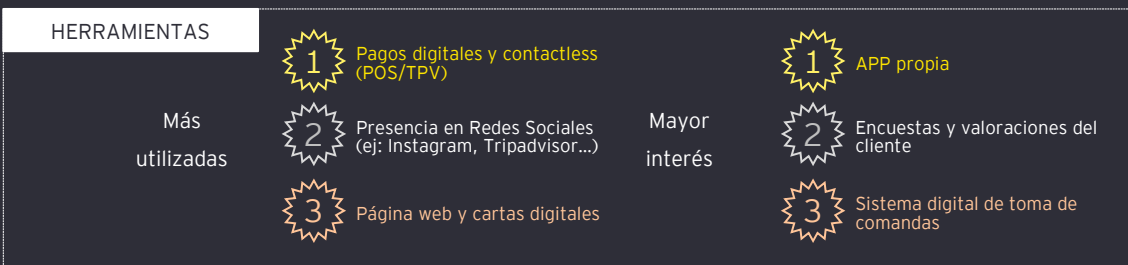 HERRAMIENTAS
Más
utilizadas
1
Pagos digitales y contactless
(POS/TPV)
2
Presencia en Redes Sociales
(ej: Instagram, Tripadvisor...)
3
Página web y cartas digitales
Mayor
interés
1
APP propia
2
Encuestas y valoraciones del
cliente
3
Sistema digital de toma de
comandas